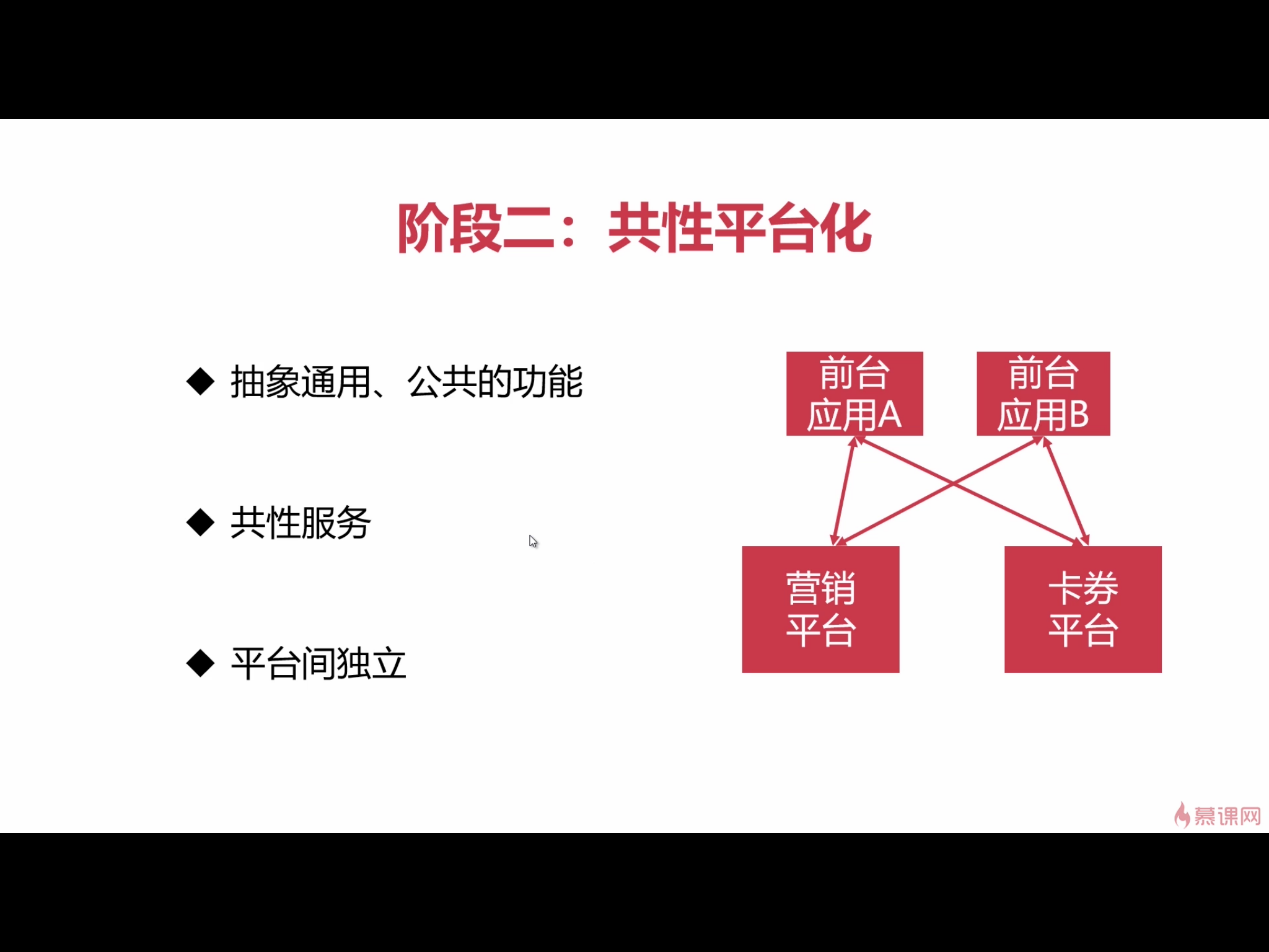 阶段二：共性平台化
◆ 抽象通用、公共的功能
◆ 共性服务
◆ 平台间独立
前台
应用A
前台
应用B
营销
平台
卡券
平台
慕课网